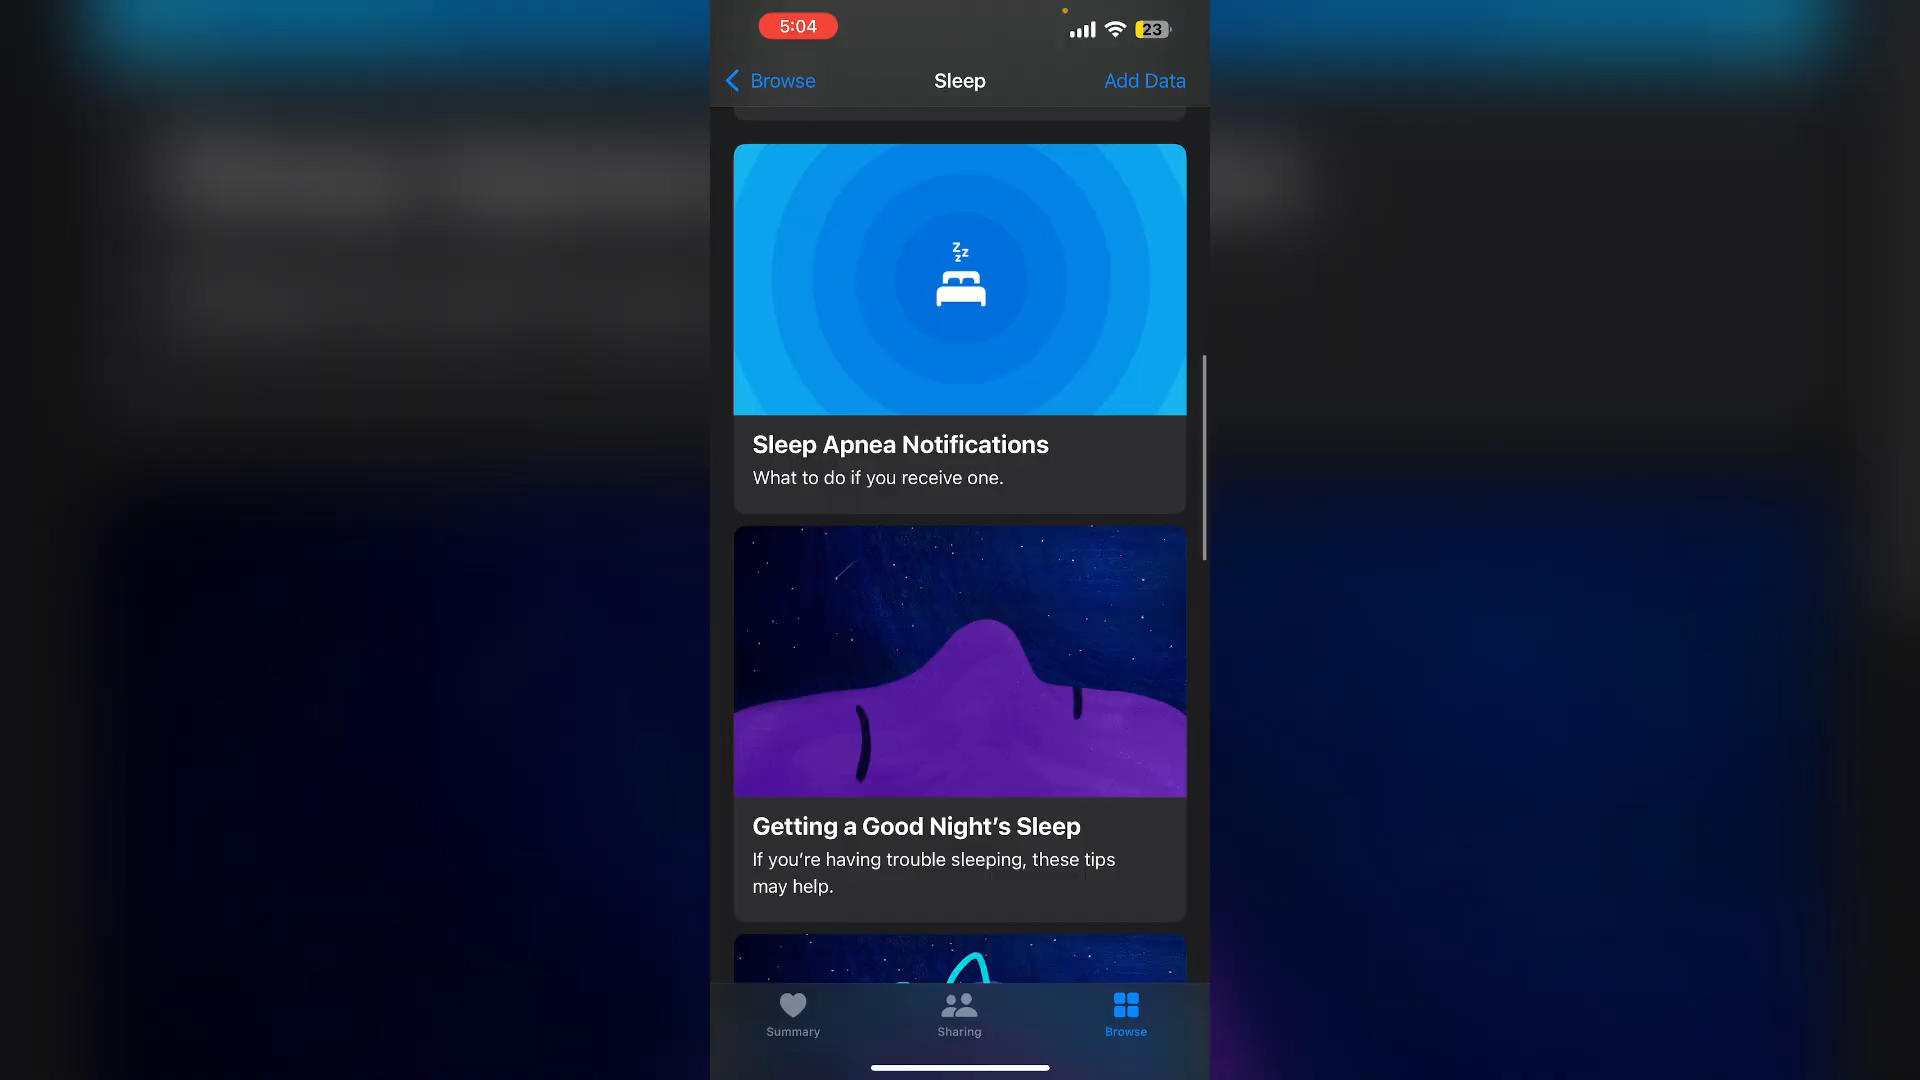 5:04
23
Browse
Sleep
Add Data
zzz
Sleep Apnea Notifications
What to do if you receive one.
Getting a Good Night’s Sleep
If you’re having trouble sleeping, these tips
may help.
Summary
Sharing
Browse